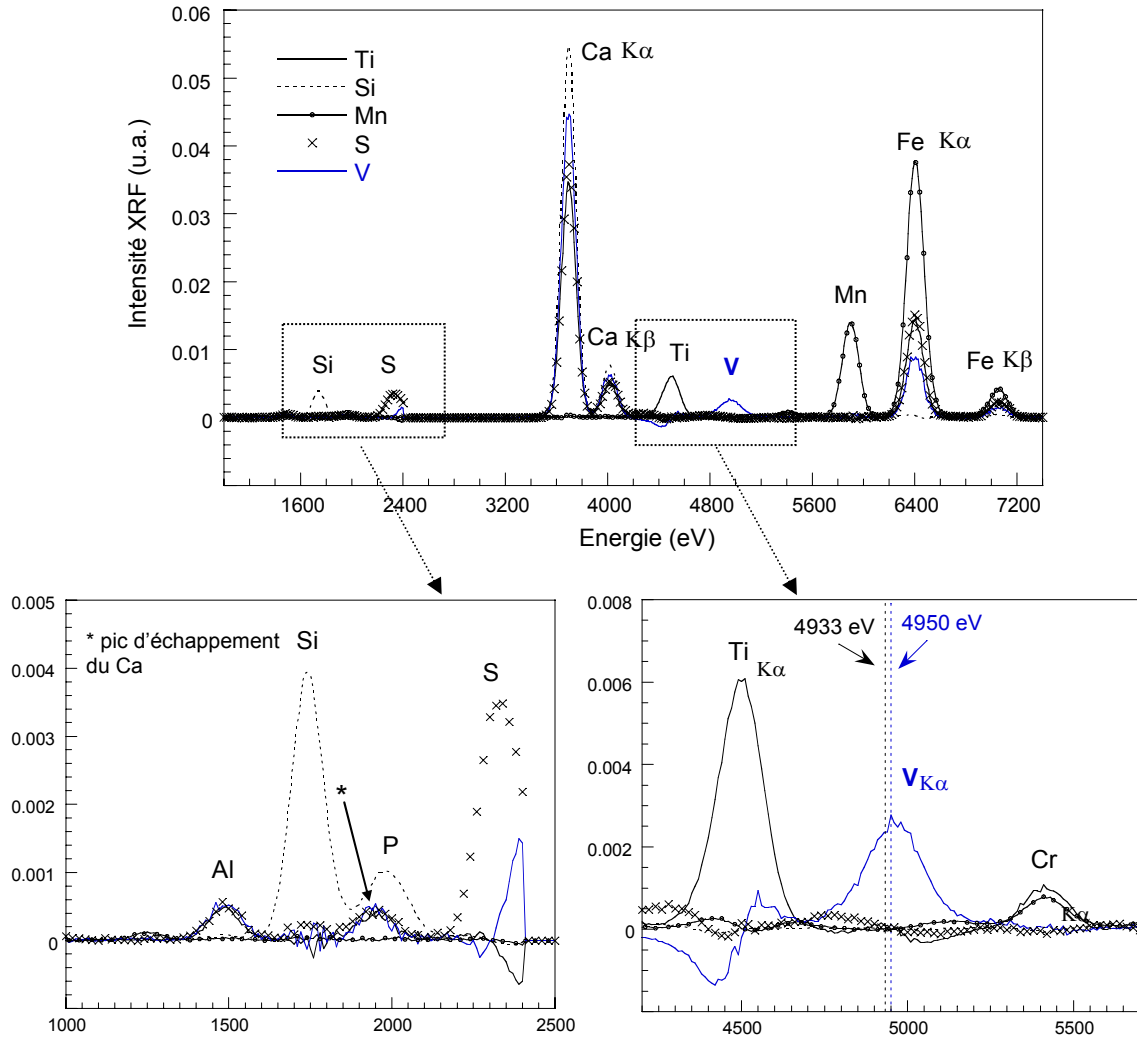 0.06
0.05
0.04
0.03
0.02
0.01
0
Intensité XRF (u.a.)
Ti
Si
Mn
S
V
Ca Kα
Ca Kβ
Fe Kα
Fe Kβ
Mn
Ti
V
Si
S
1600 2400 3200 4000 4800 5600 6400 7200
Energie (eV)
0.005
0.004
0.003
0.002
0.001
0
* pic d'échappement
du Ca
Si
S
*
P
Al
1000 1500 2000 2500
0.008
0.006
0.004
0.002
0
4933 eV
4950 eV
Ti Kα
V Kα
Cr
Kα
4500 5000 5500